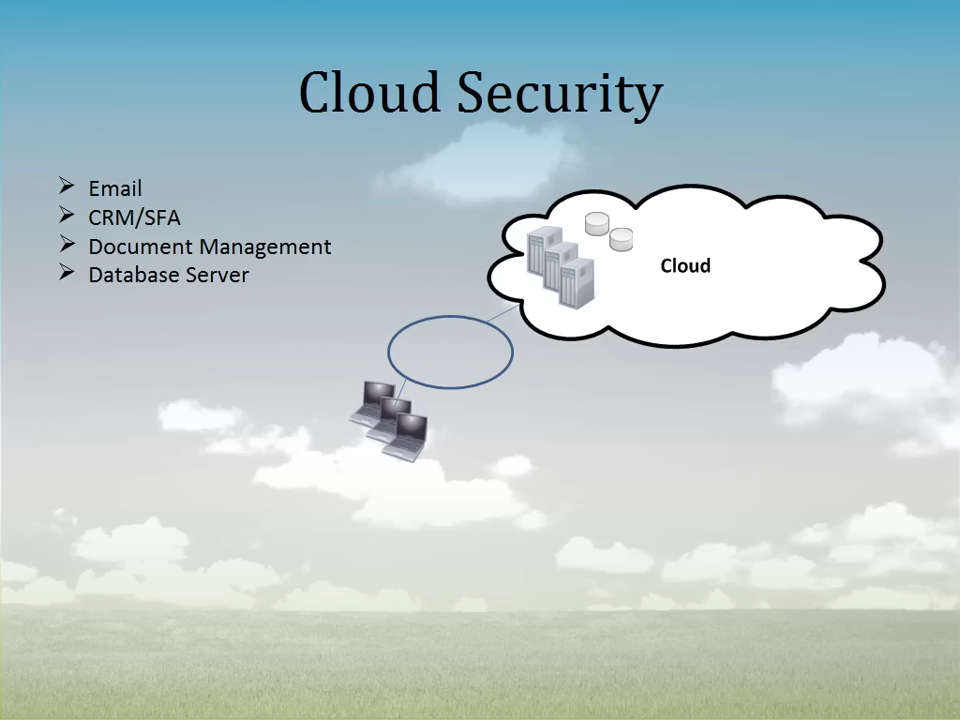 Cloud Security
Email
CRM/SFA
Document Management
Database Server
Cloud